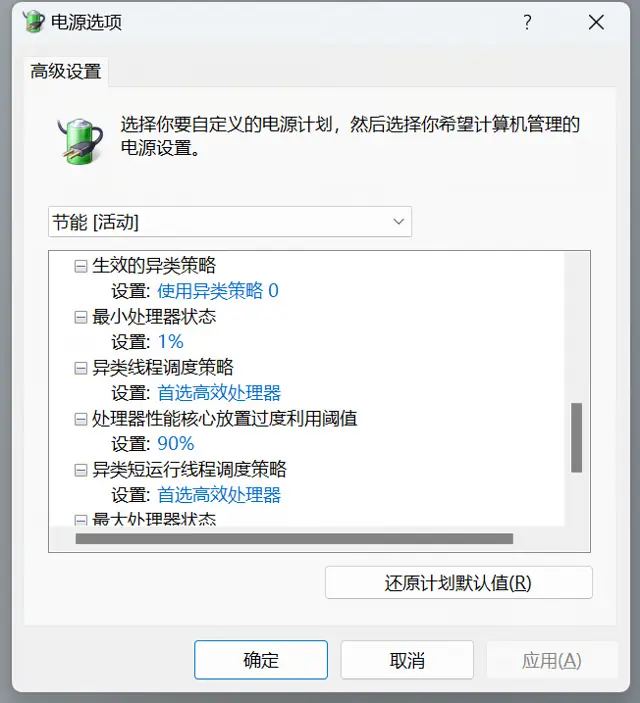 电源选项
?
高级设置
选择你要自定义的电源计划，然后选择你希望计算机管理的
电源设置。
节能 [活动]
生效的异类策略
设置: 使用异类策略 0
最小处理器状态
设置: 1%
异类线程调度策略
设置: 首选高效处理器
处理器性能核心放置过度利用阈值
设置: 90%
异类短运行线程调度策略
设置: 首选高效处理器
最大处理器状态
还原计划默认值(R)
确定
取消
应用(A)